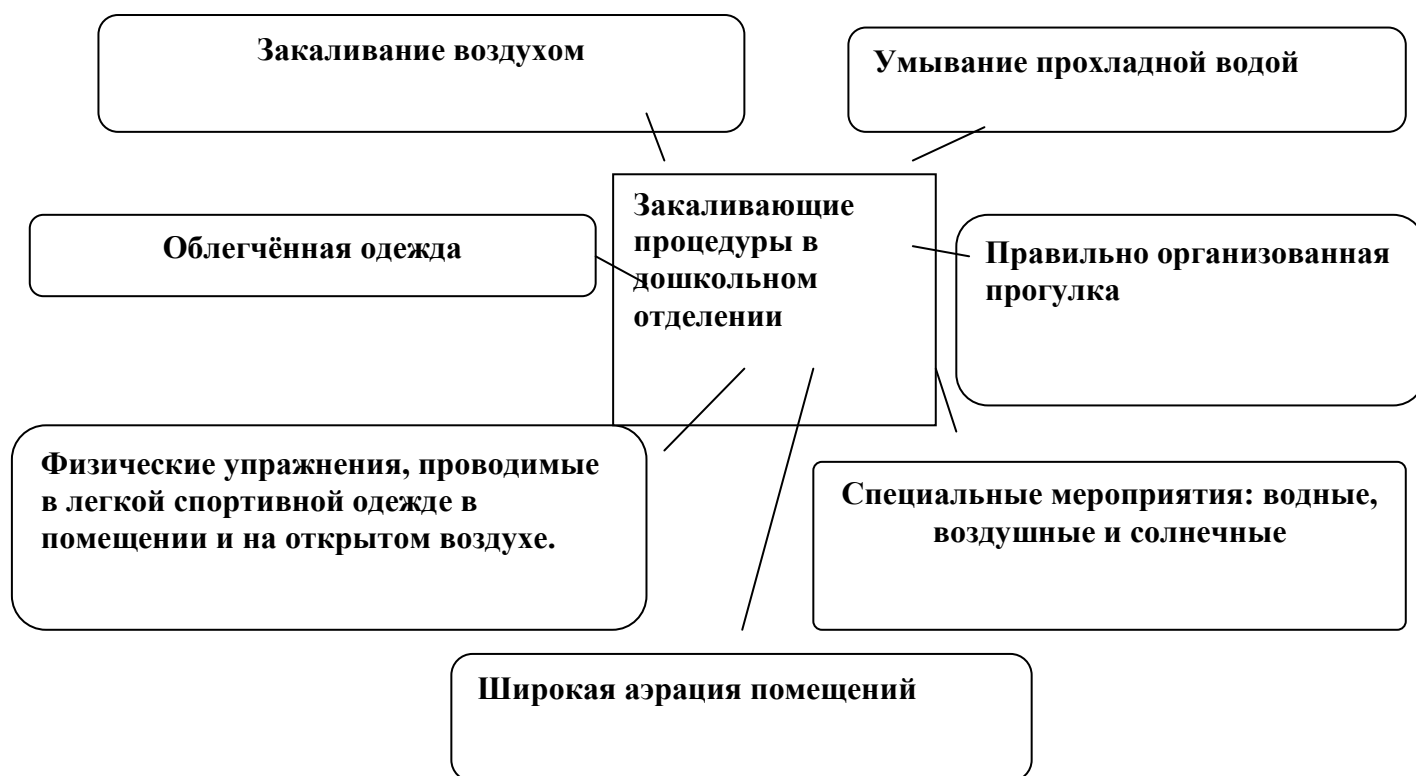 Закаливание воздухом
Умывание прохладной водой
Закаливающие
процедуры в
дошкольном
отделении
Облегчённая одежда
Правильно организованная
прогулка
Физические упражнения, проводимые
в легкой спортивной одежде в
помещении и на открытом воздухе.
Специальные мероприятия: водные,
воздушные и солнечные
Широкая аэрация помещений